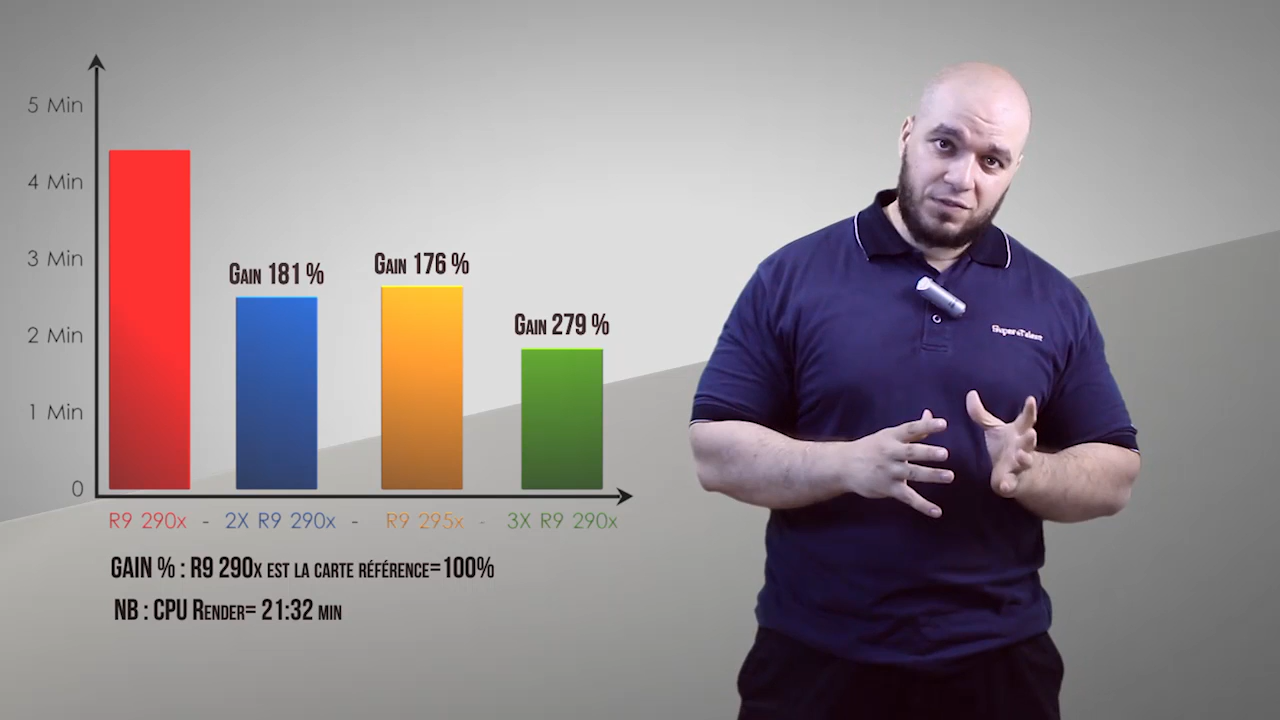 5 Min
4 Min
3 Min
2 Min
1 Min
0
Gain 181 %
Gain 176 %
Gain 279 %
R9 290x - 2X R9 290x - R9 295x - 3X R9 290x
GAIN % : R9 290x est la carte référence=100%
NB : CPU Render= 21:32 min
Super Talent